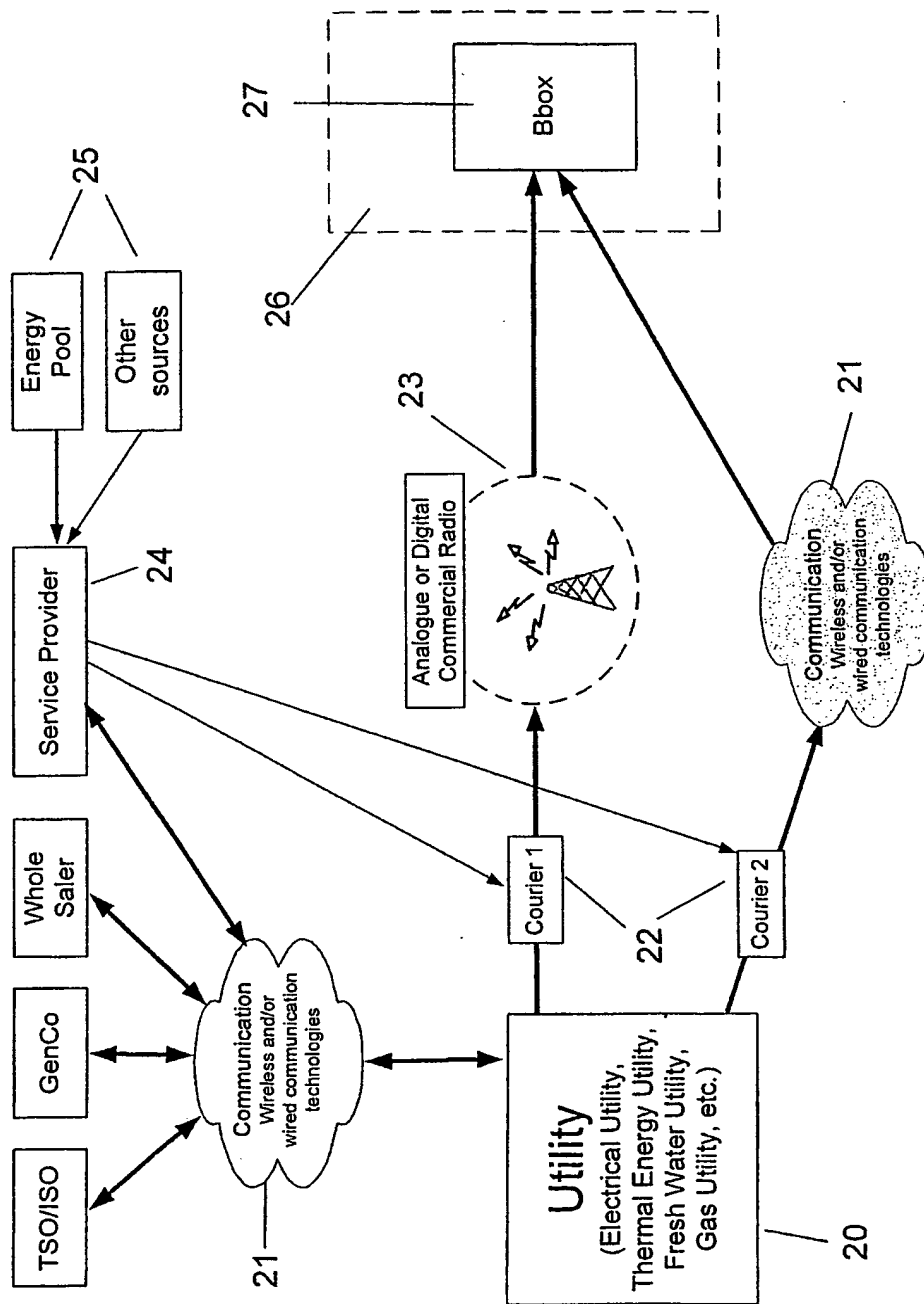 TSO/ISO
GenCo
Whole
Saler
Service Provider
24
Energy
Pool
Other
sources
25
Communication
Wireless and/or
wired communication
technologies
21
Analogue or Digital
Commercial Radio
23
26
27
Bbox
Utility
(Electrical Utility,
Thermal Energy Utility,
Fresh Water Utility,
Gas Utility, etc.)
20
Courier 1
22
Courier 2
Communication
Wireless and/or
wired communication
technologies
21